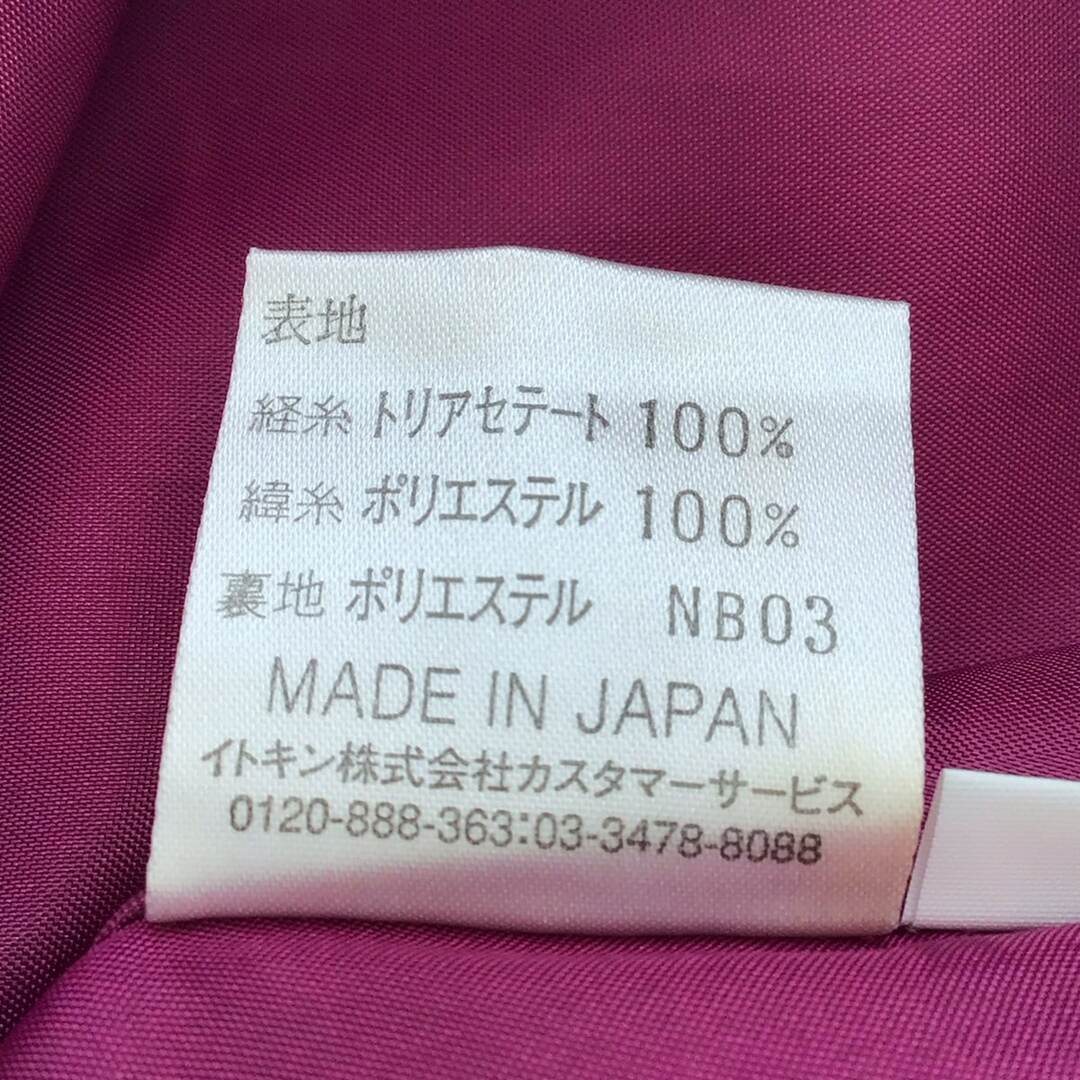 表地
経糸 トリアセテート 100%
緯糸 ポリエステル 100%
裏地 ポリエステル NB03
MADE IN JAPAN
イトキン株式会社カスタマーサービス
0120-888-363:03-3478-8088